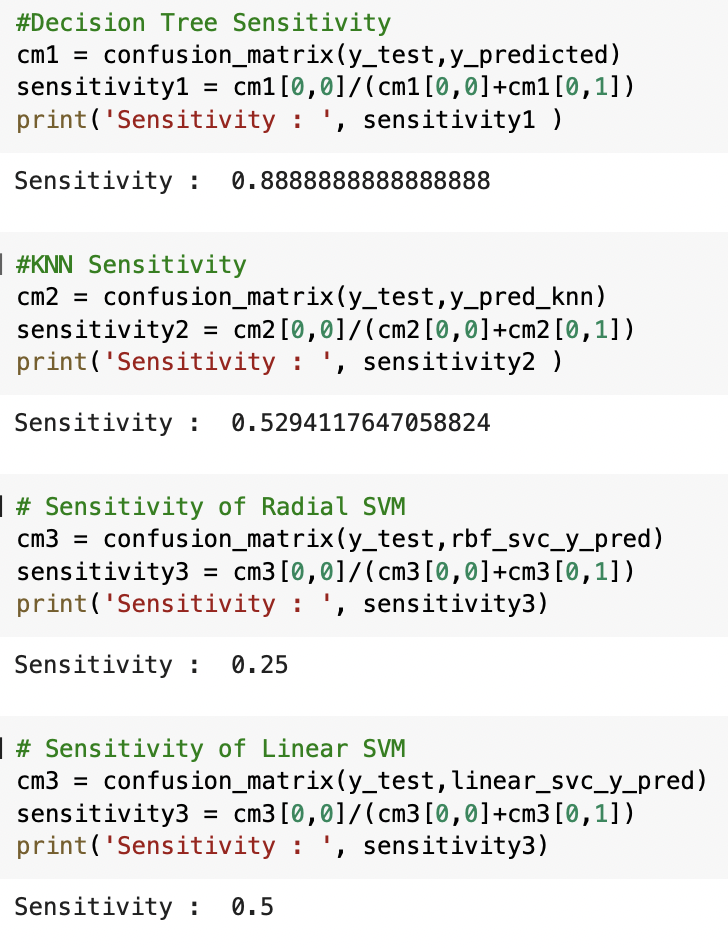 #Decision Tree Sensitivity
cm1 = confusion_matrix(y_test,y_predicted)
sensitivity1 = cm1[0,0]/(cm1[0,0]+cm1[0,1])
print('Sensitivity : ', sensitivity1 )
Sensitivity :  0.8888888888888888
#KNN Sensitivity
cm2 = confusion_matrix(y_test,y_pred_knn)
sensitivity2 = cm2[0,0]/(cm2[0,0]+cm2[0,1])
print('Sensitivity : ', sensitivity2 )
Sensitivity :  0.5294117647058824
# Sensitivity of Radial SVM
cm3 = confusion_matrix(y_test,rbf_svc_y_pred)
sensitivity3 = cm3[0,0]/(cm3[0,0]+cm3[0,1])
print('Sensitivity : ', sensitivity3)
Sensitivity :  0.25
# Sensitivity of Linear SVM
cm3 = confusion_matrix(y_test,linear_svc_y_pred)
sensitivity3 = cm3[0,0]/(cm3[0,0]+cm3[0,1])
print('Sensitivity : ', sensitivity3)
Sensitivity :  0.5